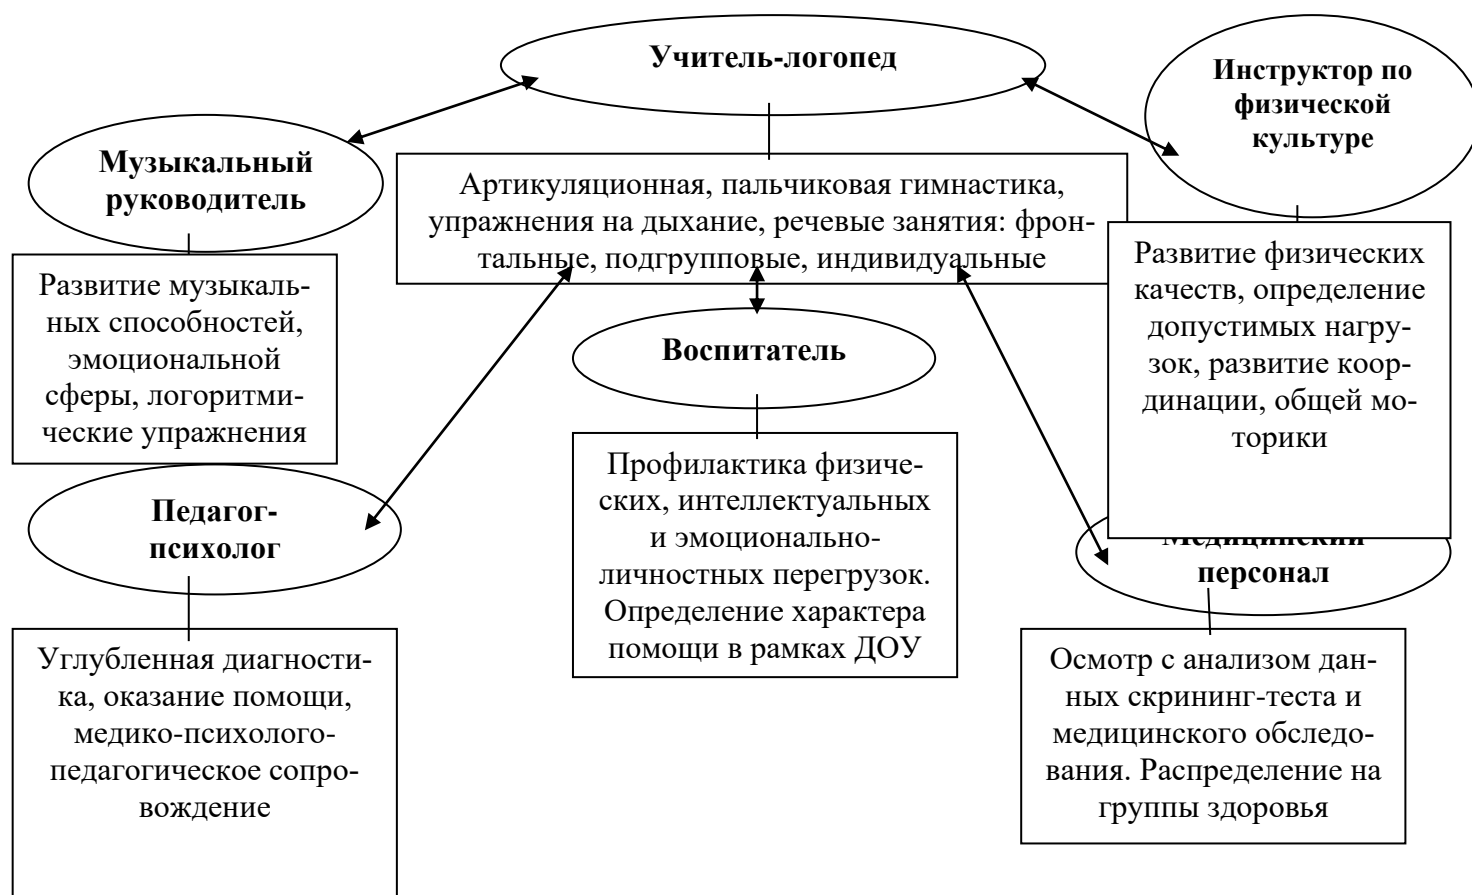 Учитель-логопед
Инструктор по
физической
культуре
Музыкальный
руководитель
Артикуляционная, пальчиковая гимнастика,
упражнения на дыхание, речевые занятия: фрон-
тальные, подгрупповые, индивидуальные
Развитие музыкаль-
ных способностей,
эмоциональной
сферы, логоритми-
ческие упражнения
Развитие физических
качеств, определение
допустимых нагру-
зок, развитие коор-
динации, общей мо-
торики
Воспитатель
Профилактика физиче-
ских, интеллектуальных
и эмоционально-
личностных перегрузок.
Определение характера
помощи в рамках ДОУ
Педагог-
психолог
Медицинский
персонал
Углубленная диагности-
ка, оказание помощи,
медико-психолого-
педагогическое сопро-
вождение
Осмотр с анализом дан-
ных скрининг-теста и
медицинского обследо-
вания. Распределение на
группы здоровья